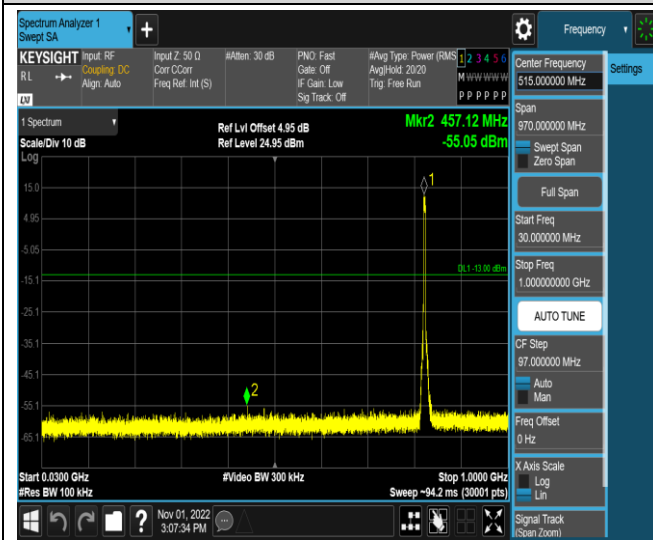 Spectrum Analyzer 1
Swept SA
+
Frequency
KEYSIGHT
RL
LXI
Input: RF
Coupling: DC
Align: Auto
Input Z: 50 Ω
Corr CCorr
Freq Ref: Int (S)
#Atten: 30 dB
PNO: Fast
Gate: Off
IF Gain: Low
Sig Track: Off
#Avg Type: Power (RMS
Avg|Hold: 20/20
Trig: Free Run
1 2 3 4 5 6
M W W W W W
P P P P P P
Center Frequency
515.000000 MHz
Settings
Span
970.000000 MHz
Swept Span
Zero Span
Full Span
Start Freq
30.000000 MHz
Stop Freq
1.000000000 GHz
AUTO TUNE
CF Step
97.000000 MHz
Auto
Man
Freq Offset
0 Hz
X Axis Scale
Log
Lin
Signal Track
(Span Zoom)
1 Spectrum
Scale/Div 10 dB
Log
Ref Lvl Offset 4.95 dB
Ref Level 24.95 dBm
Mkr2 457.12 MHz
-55.05 dBm
15.0
4.95
-5.05
-15.1
-25.1
-35.1
-45.1
-55.1
-65.1
1
DL1 -13.00 dBm
2
Start 0.0300 GHz
#Video BW 300 kHz
Stop 1.0000 GHz
#Res BW 100 kHz
Sweep ~94.2 ms (30001 pts)
?
Nov 01, 2022
3:07:34 PM